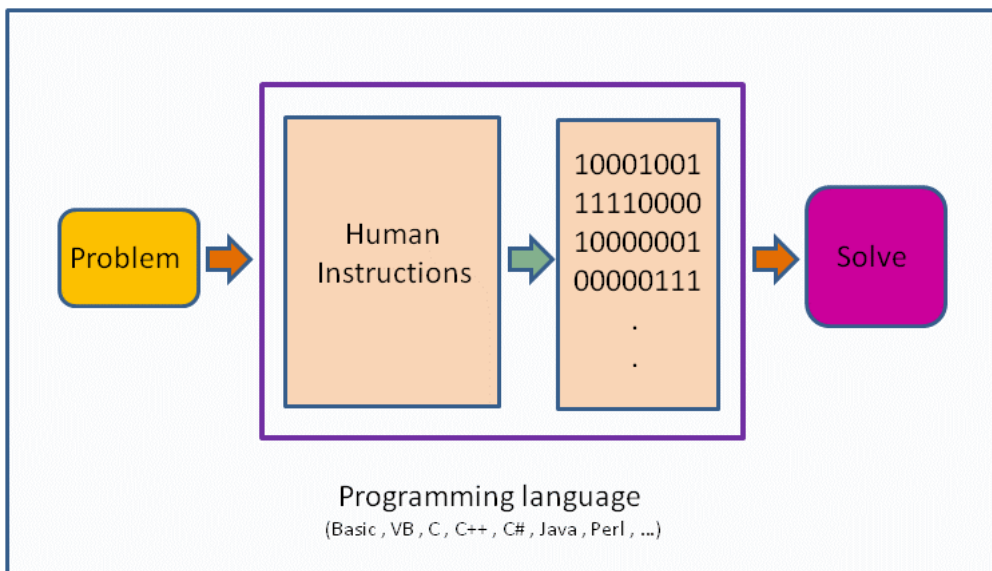 Problem
Human
Instructions
10001001
11110000
10000001
00000111
.
.
Solve
Programming language
(Basic , VB , C , C++ , C# , Java , Perl , ...)